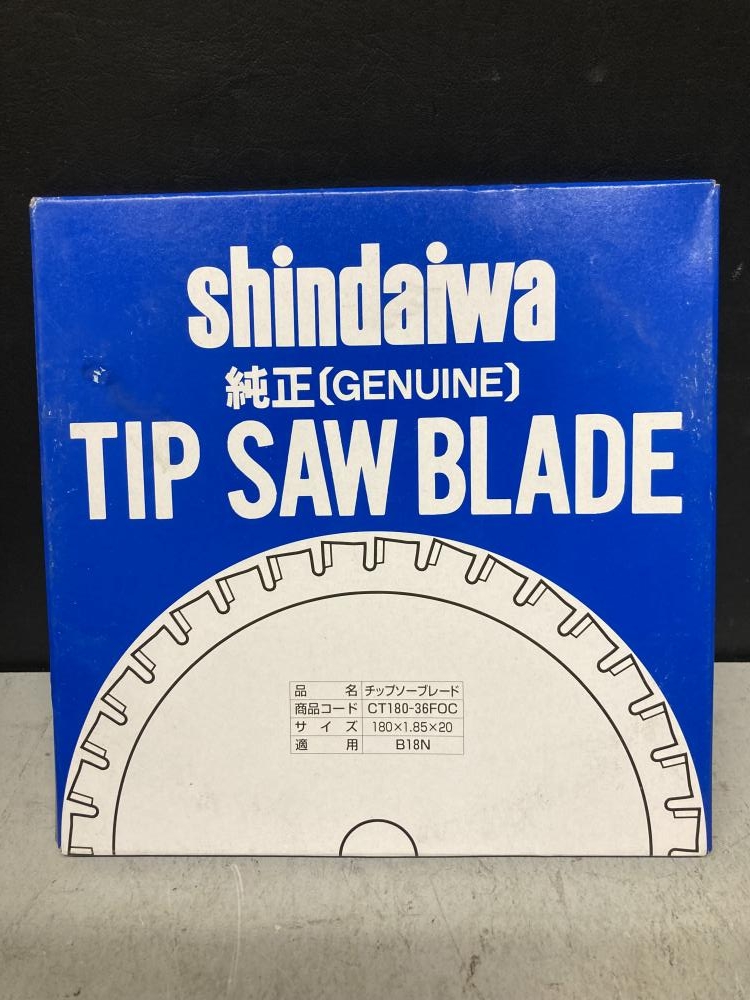 shindaiwa
純正〔GENUINE〕
TIP SAW BLADE
品名 チップソーブレード
商品コード CT180-36FOC
サイズ 180×1.85×20
適用 B18N